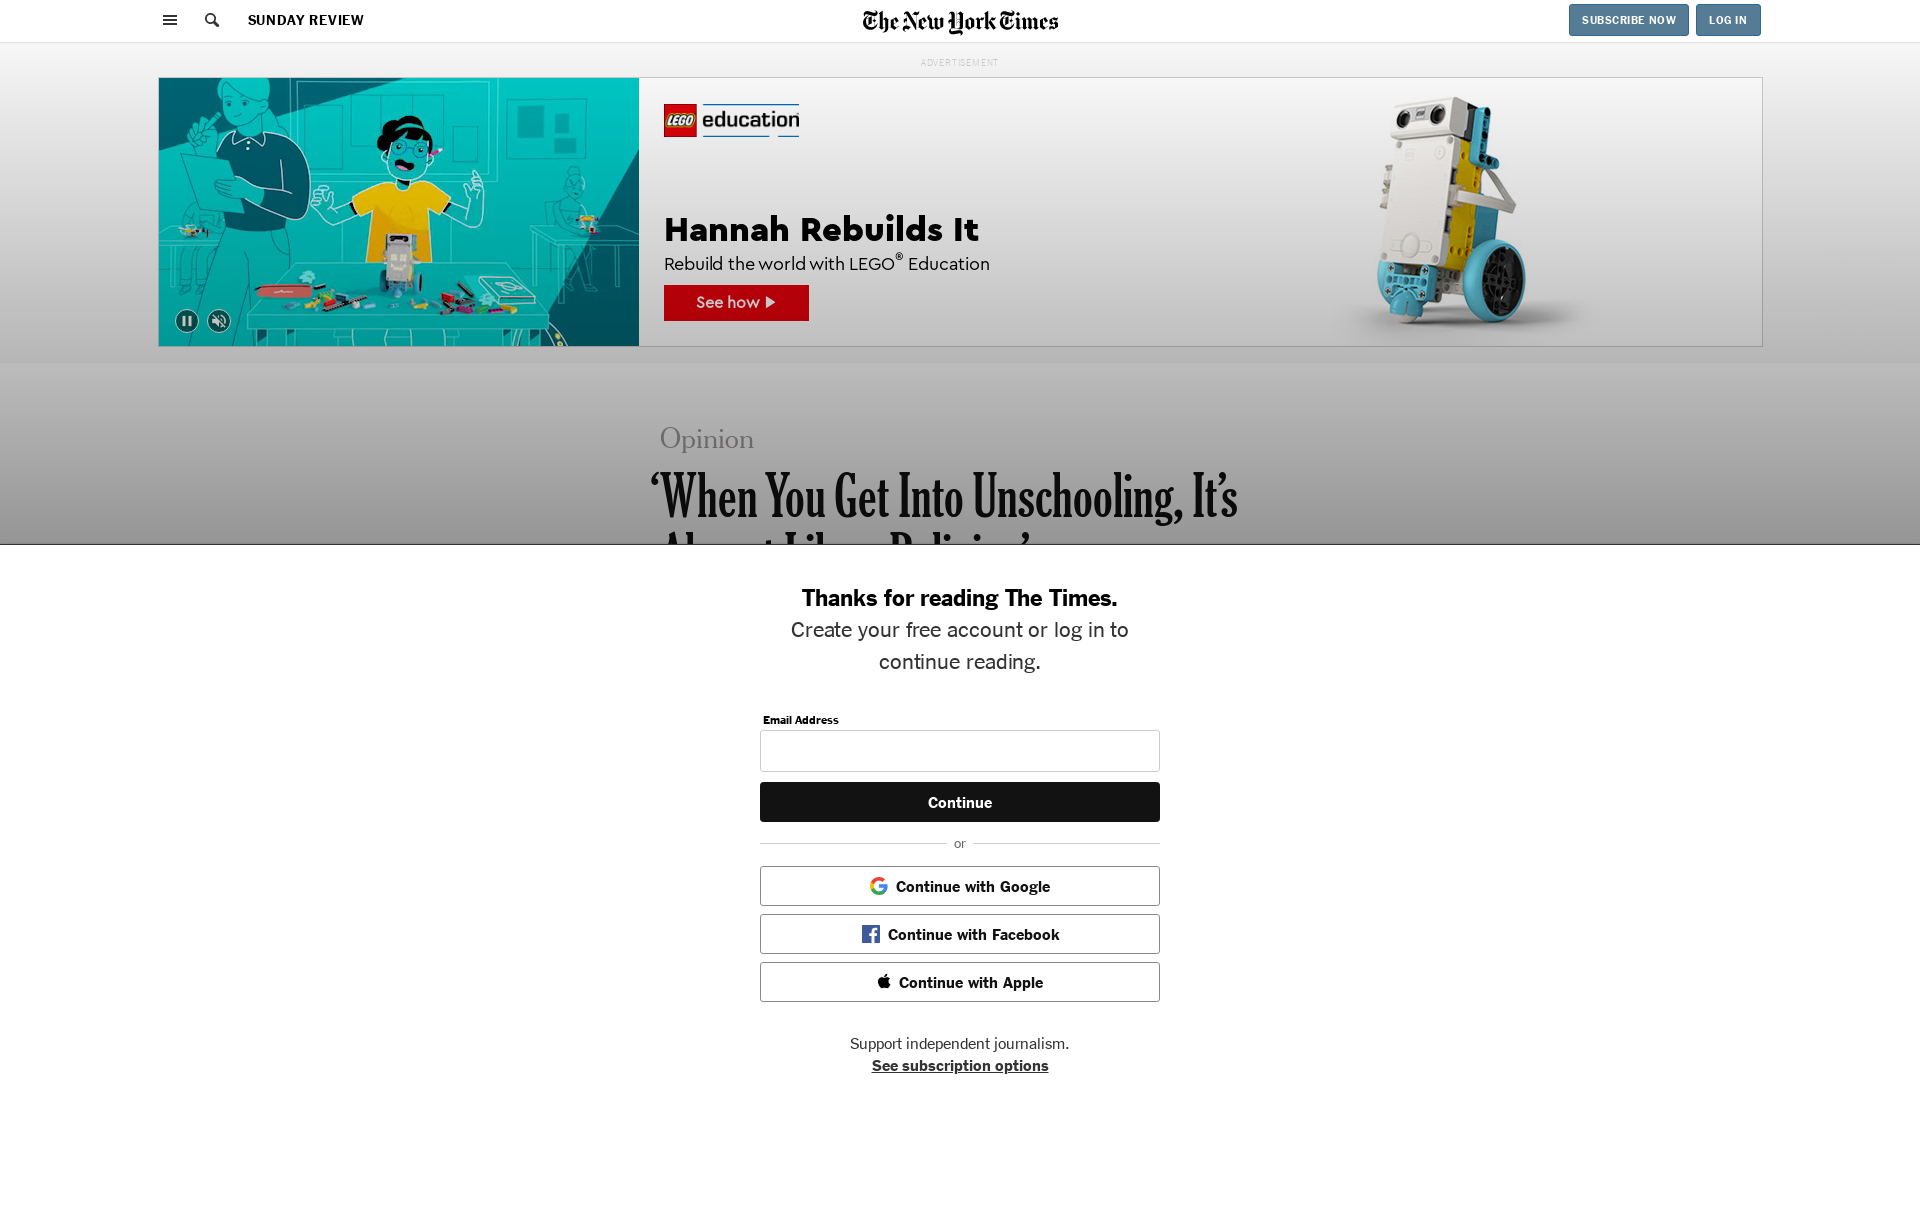 SUNDAY REVIEW
The New York Times
SUBSCRIBE NOW
LOG IN
ADVERTISEMENT
LEGO education
Hannah Rebuilds It
Rebuild the world with LEGO® Education
See how
Opinion
‘When You Get Into Unschooling, It’s
Almost Like a Religion’
Thanks for reading The Times.
Create your free account or log in to
continue reading.
Email Address
Continue
or
Continue with Google
Continue with Facebook
Continue with Apple
Support independent journalism.
See subscription options